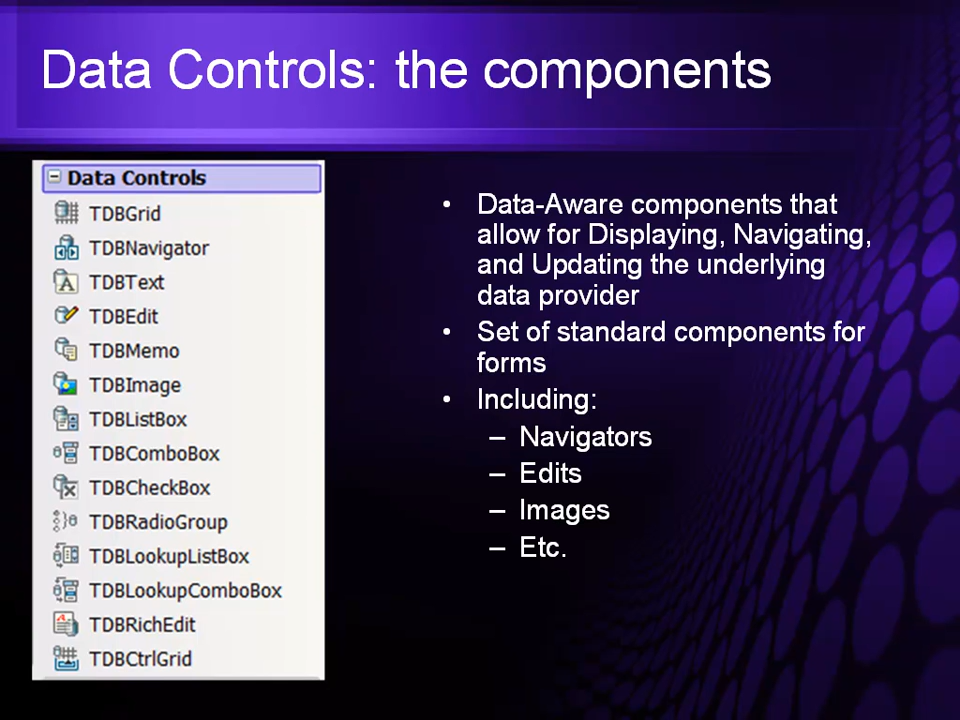 Data Controls: the components
Data Controls
TDBGrid
TDBNavigator
TDBText
TDBEdit
TDBMemo
TDBImage
TDBListBox
TDBComboBox
TDBCheckBox
TDBRadioGroup
TDBLookupListBox
TDBLookupComboBox
TDBRichEdit
TDBCtrlGrid
• Data-Aware components that
allow for Displaying, Navigating,
and Updating the underlying
data provider
• Set of standard components for
forms
• Including:
– Navigators
– Edits
– Images
– Etc.